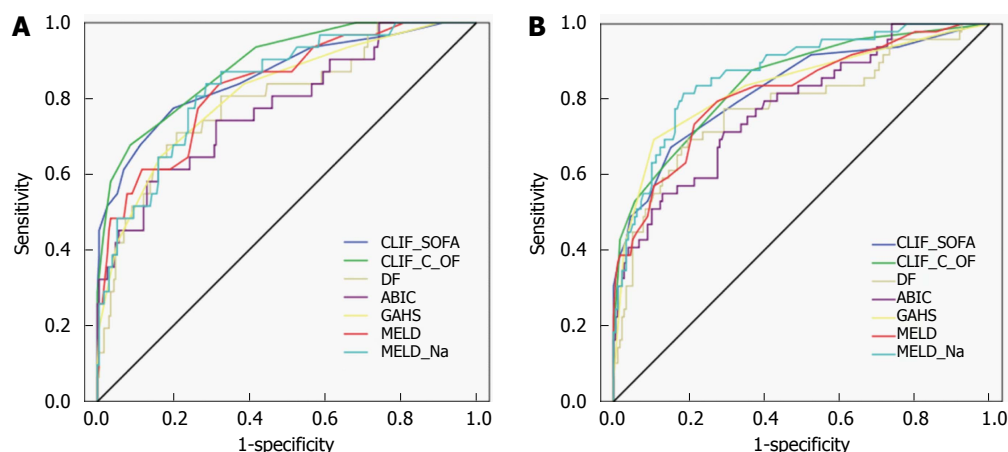 A
1.0
0.8
0.6
0.4
0.2
0.0
Sensitivity
CLIF_SOFA
CLIF_C_OF
DF
ABIC
GAHS
MELD
MELD_Na
0.0 0.2 0.4 0.6 0.8 1.0
1-specificity
B
1.0
0.8
0.6
0.4
0.2
0.0
Sensitivity
CLIF_SOFA
CLIF_C_OF
DF
ABIC
GAHS
MELD
MELD_Na
0.0 0.2 0.4 0.6 0.8 1.0
1-specificity